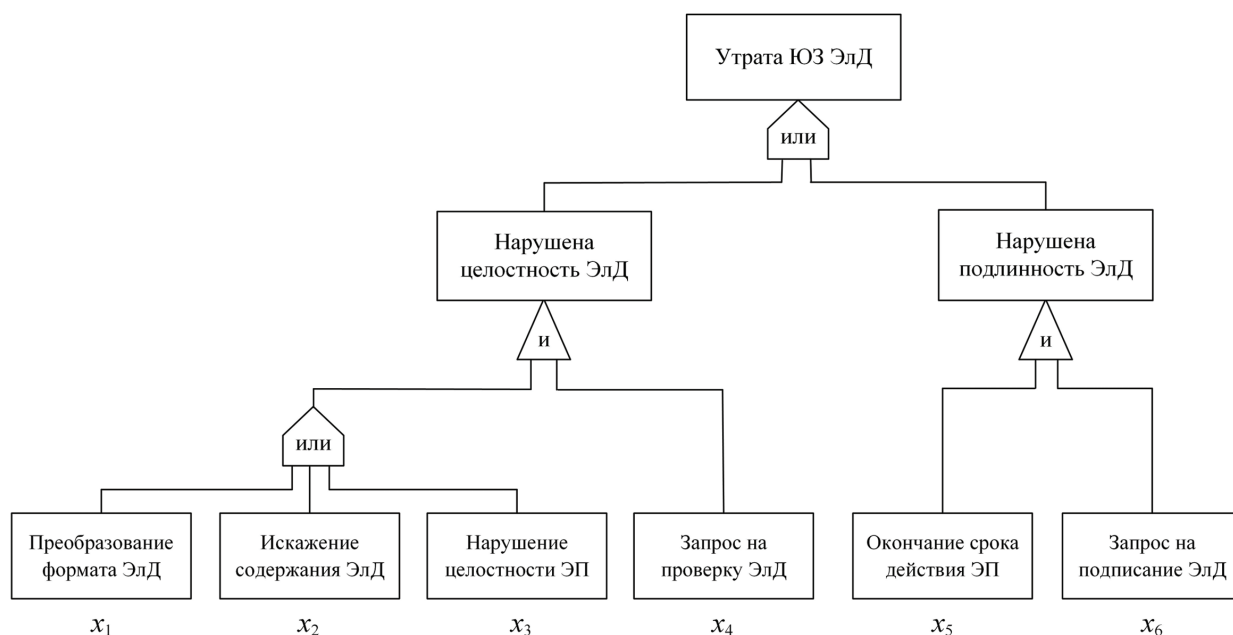 Утрата ЮЗ ЭлД
или
Нарушена
целостность ЭлД
Нарушена
подлинность ЭлД
и
и
или
Преобразование
формата ЭлД
Искажение
содержания ЭлД
Нарушение
целостности ЭП
Запрос на
проверку ЭлД
Окончание срока
действия ЭП
Запрос на
подписание ЭлД
x₁
x₂
x₃
x₄
x₅
x₆